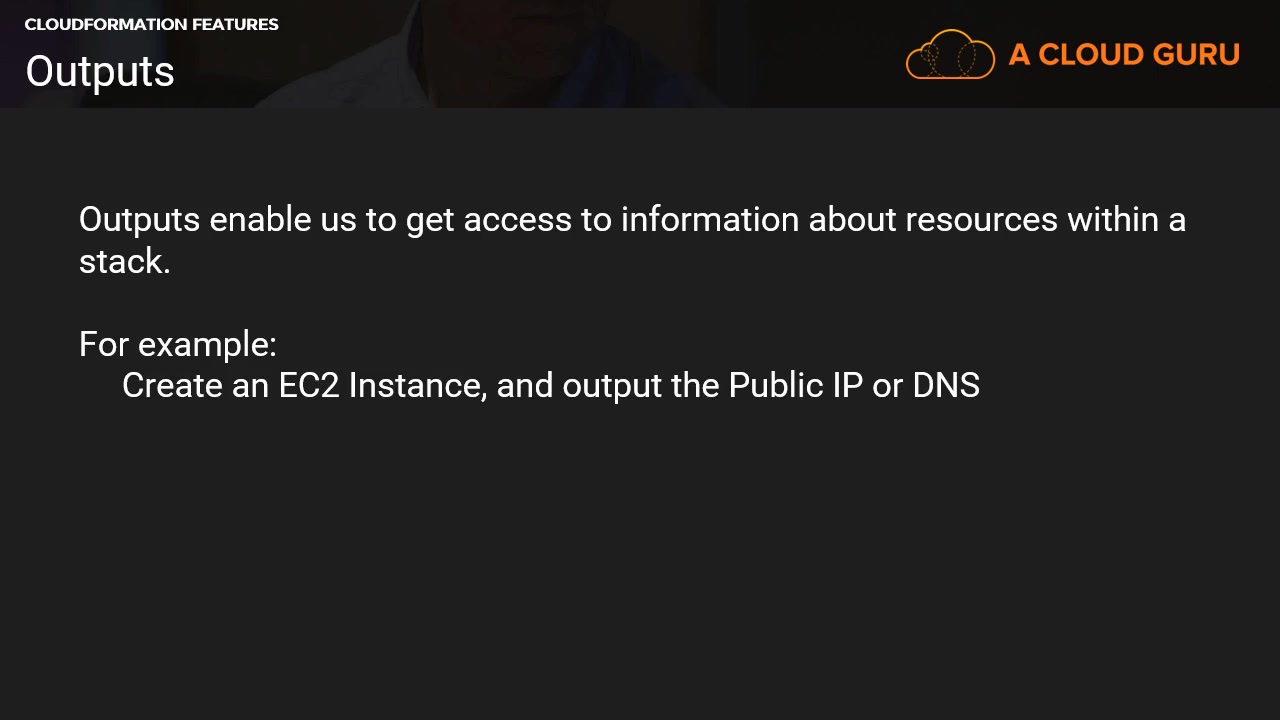 CLOUDFORMATION FEATURES
Outputs
A CLOUD GURU
Outputs enable us to get access to information about resources within a
stack.
For example:
Create an EC2 Instance, and output the Public IP or DNS